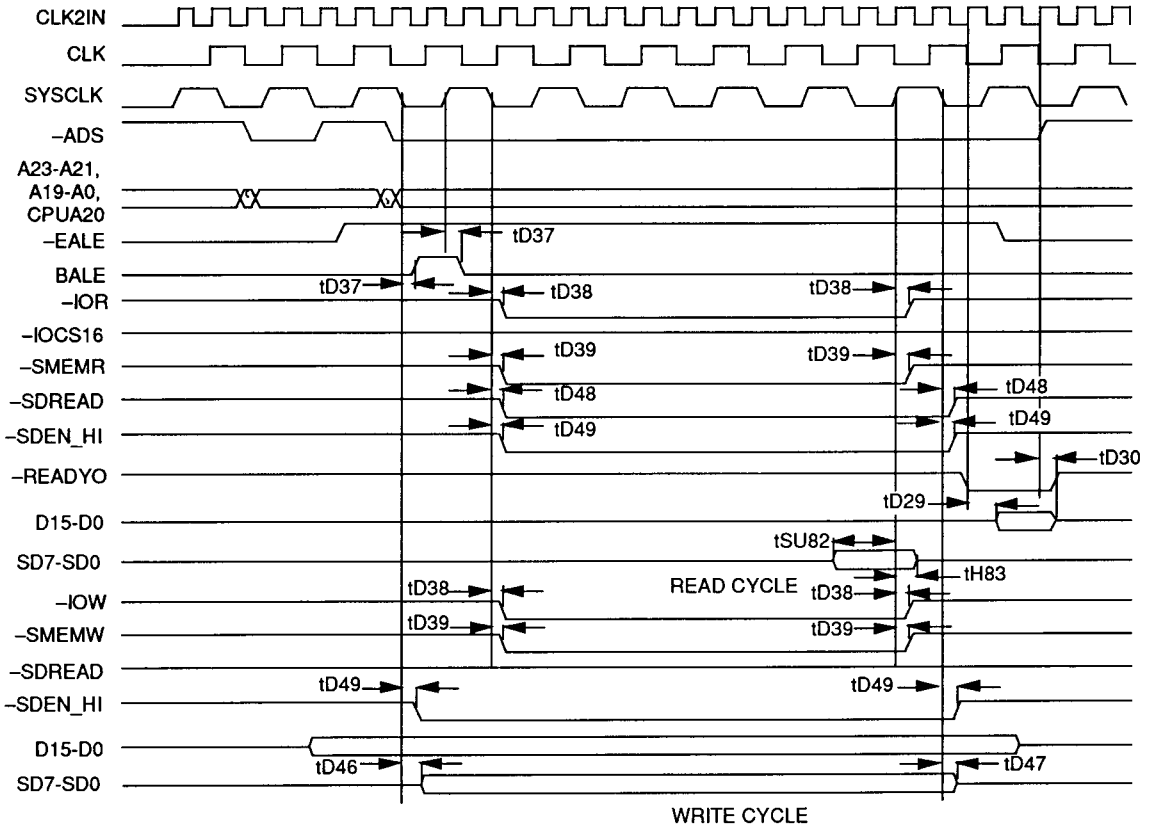 CLK2IN
CLK
SYSCLK
–ADS
A23-A21,
A19-A0,
CPUA20
–EALE
tD37
BALE
tD37
–IOR
tD38
tD38
–IOCS16
–SMEMR
tD39
tD39
–SDREAD
tD48
tD48
–SDEN_HI
tD49
tD49
–READYO
tD30
tD29
D15-D0
tSU82
SD7-SD0
tH83
READ CYCLE
–IOW
tD38
tD38
–SMEMW
tD39
tD39
–SDREAD
tD49
tD49
–SDEN_HI
D15-D0
tD46
tD47
SD7-SD0
WRITE CYCLE